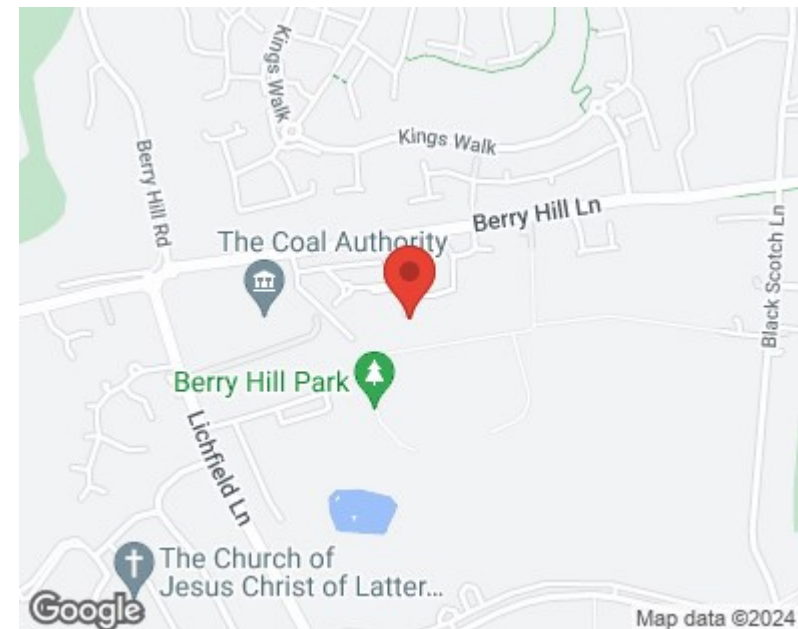 Kings Walk
Kings Walk
Berry Hill Rd
Berry Hill Ln
The Coal Authority
Black Scotch Ln
Berry Hill Park
Lichfield Ln
The Church of
Jesus Christ of Latter...
Google
Map data ©2024